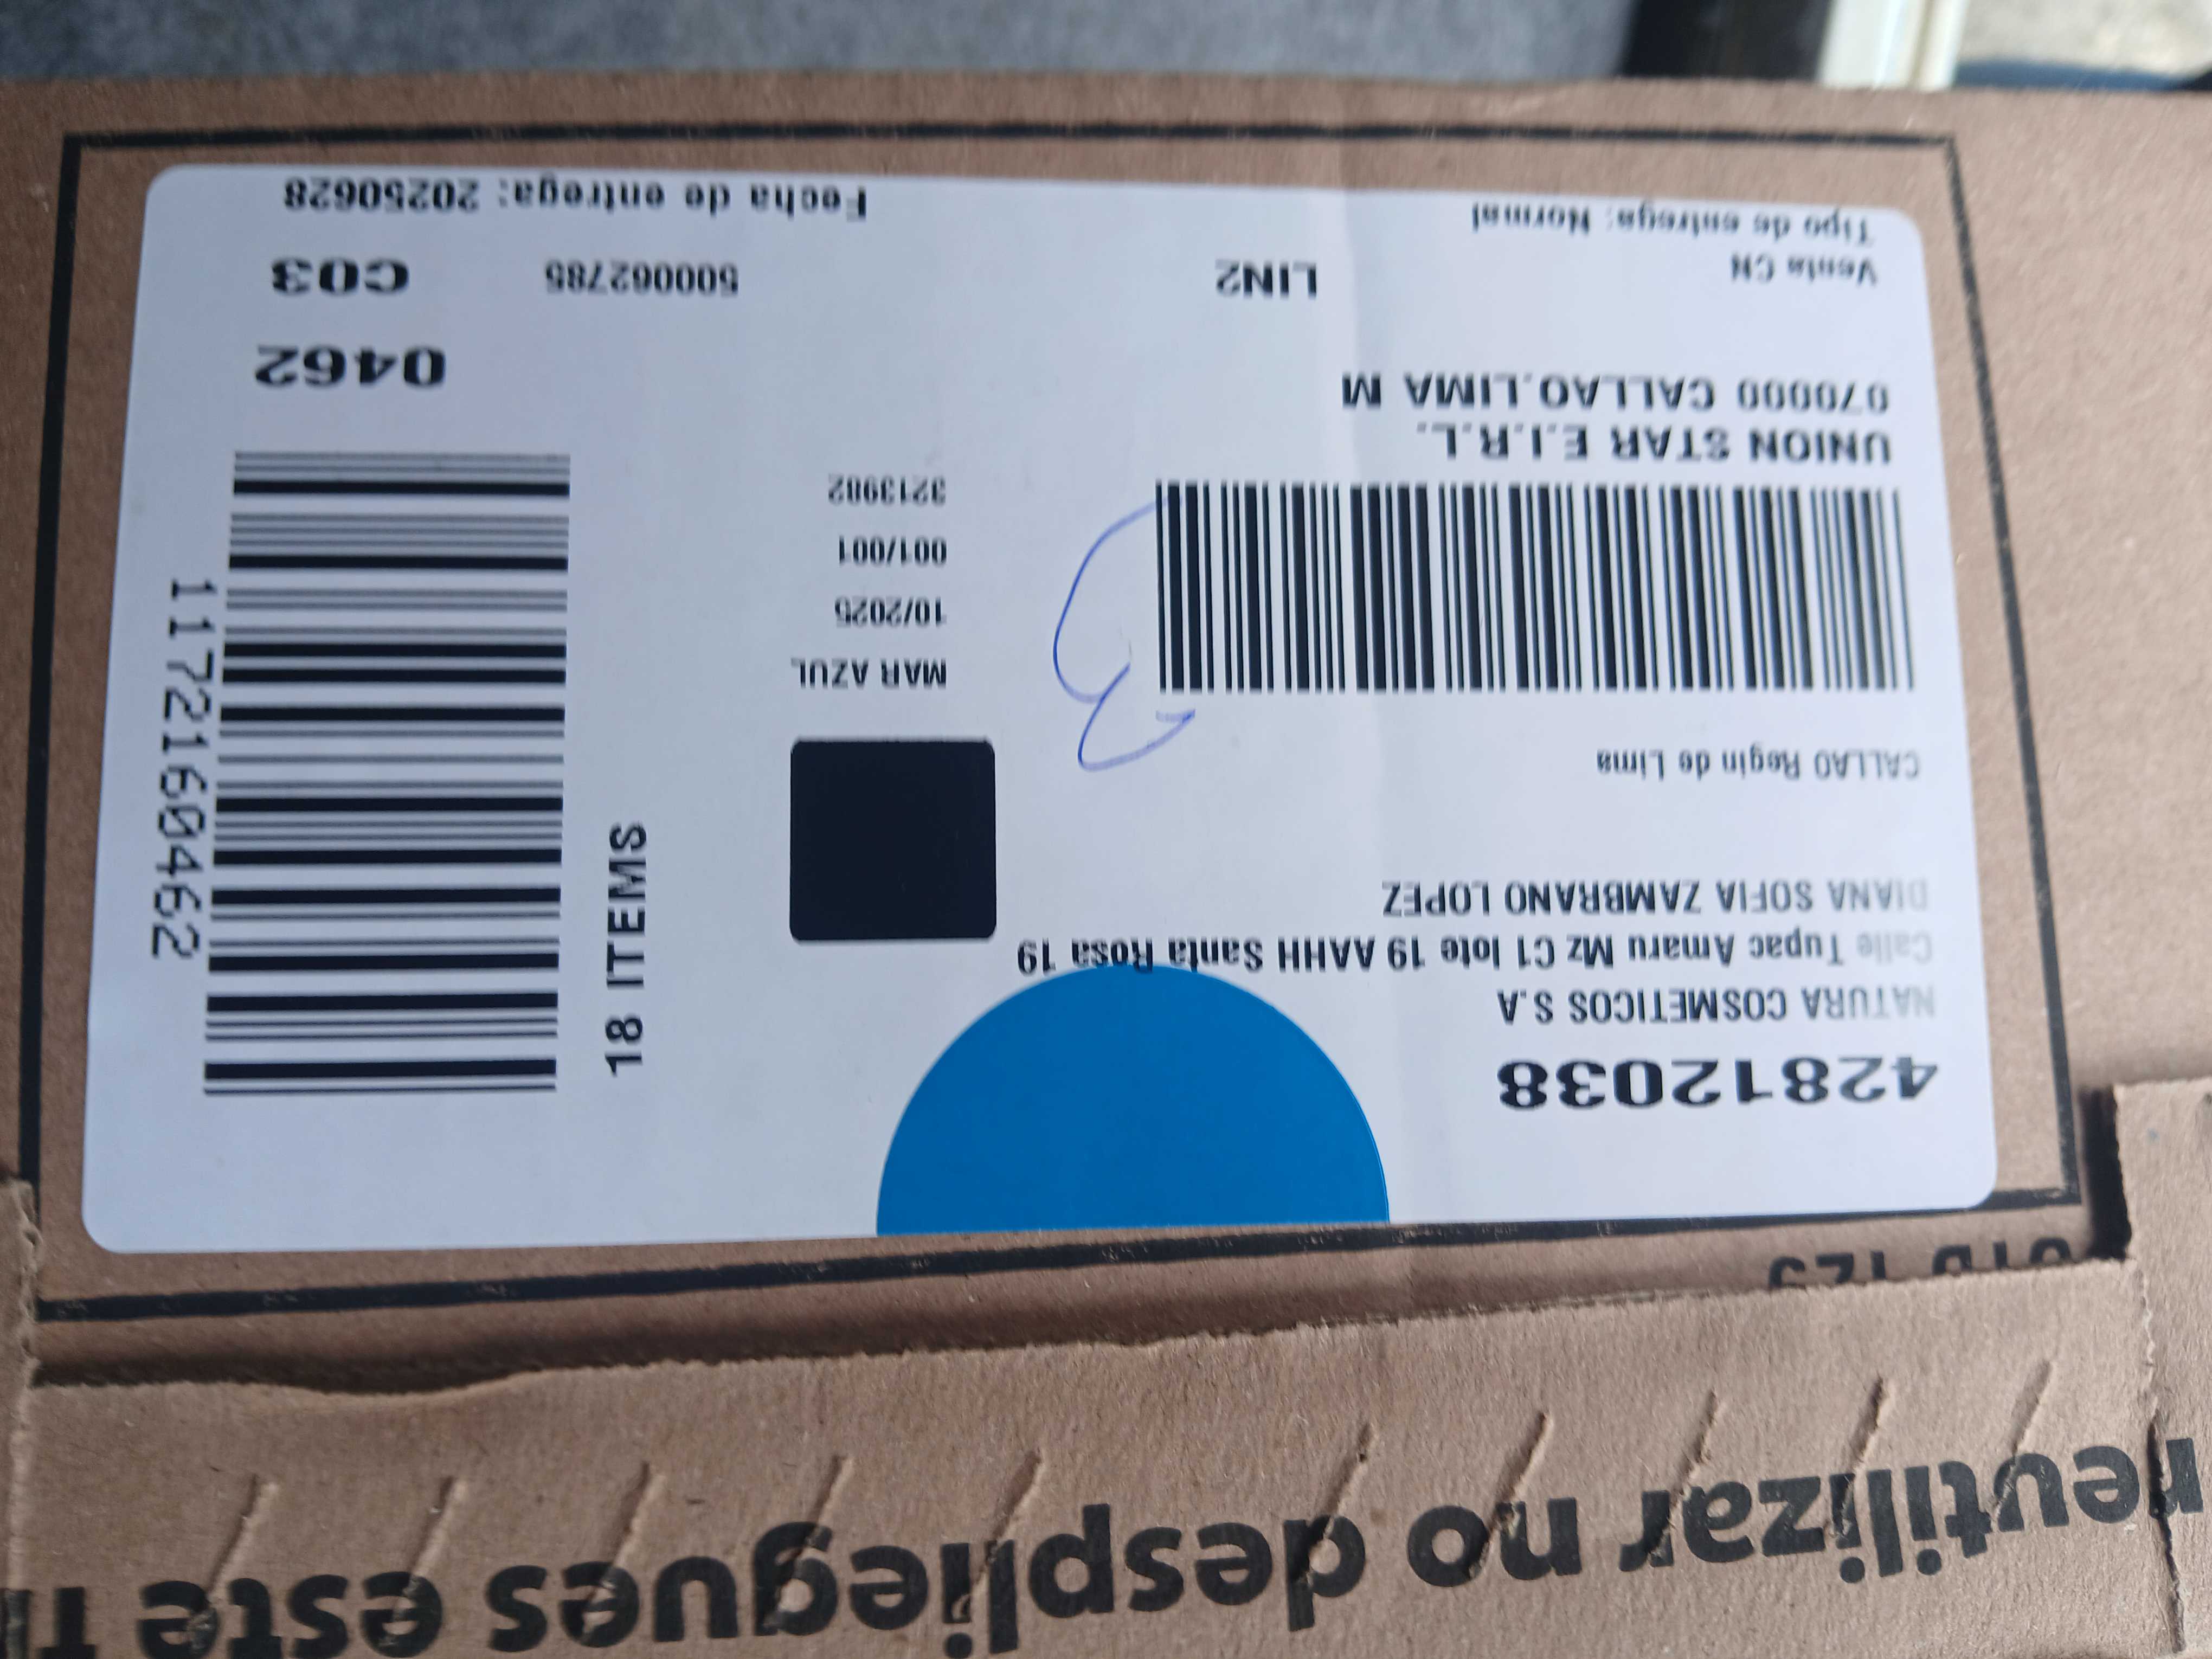 42812038
NATURA COSMETICOS S.A
Calle Tupac Amaru Mz C1 lote 19 AAHH Santa Rosa 19
DIANA SOFIA ZAMBRANO LOPEZ
CALLAO Regin de Lima
UNION STAR E.I.R.L.
070000 CALLAO.LIMA M
Venta CN
LIN2
Tipo de entrega: Normal
MAR AZUL
10/2025
001/001
3213982
18 ITEMS
1172160462
0462
500062785
C03
Fecha de entrega: 20250628
reutilizar no despliegues este